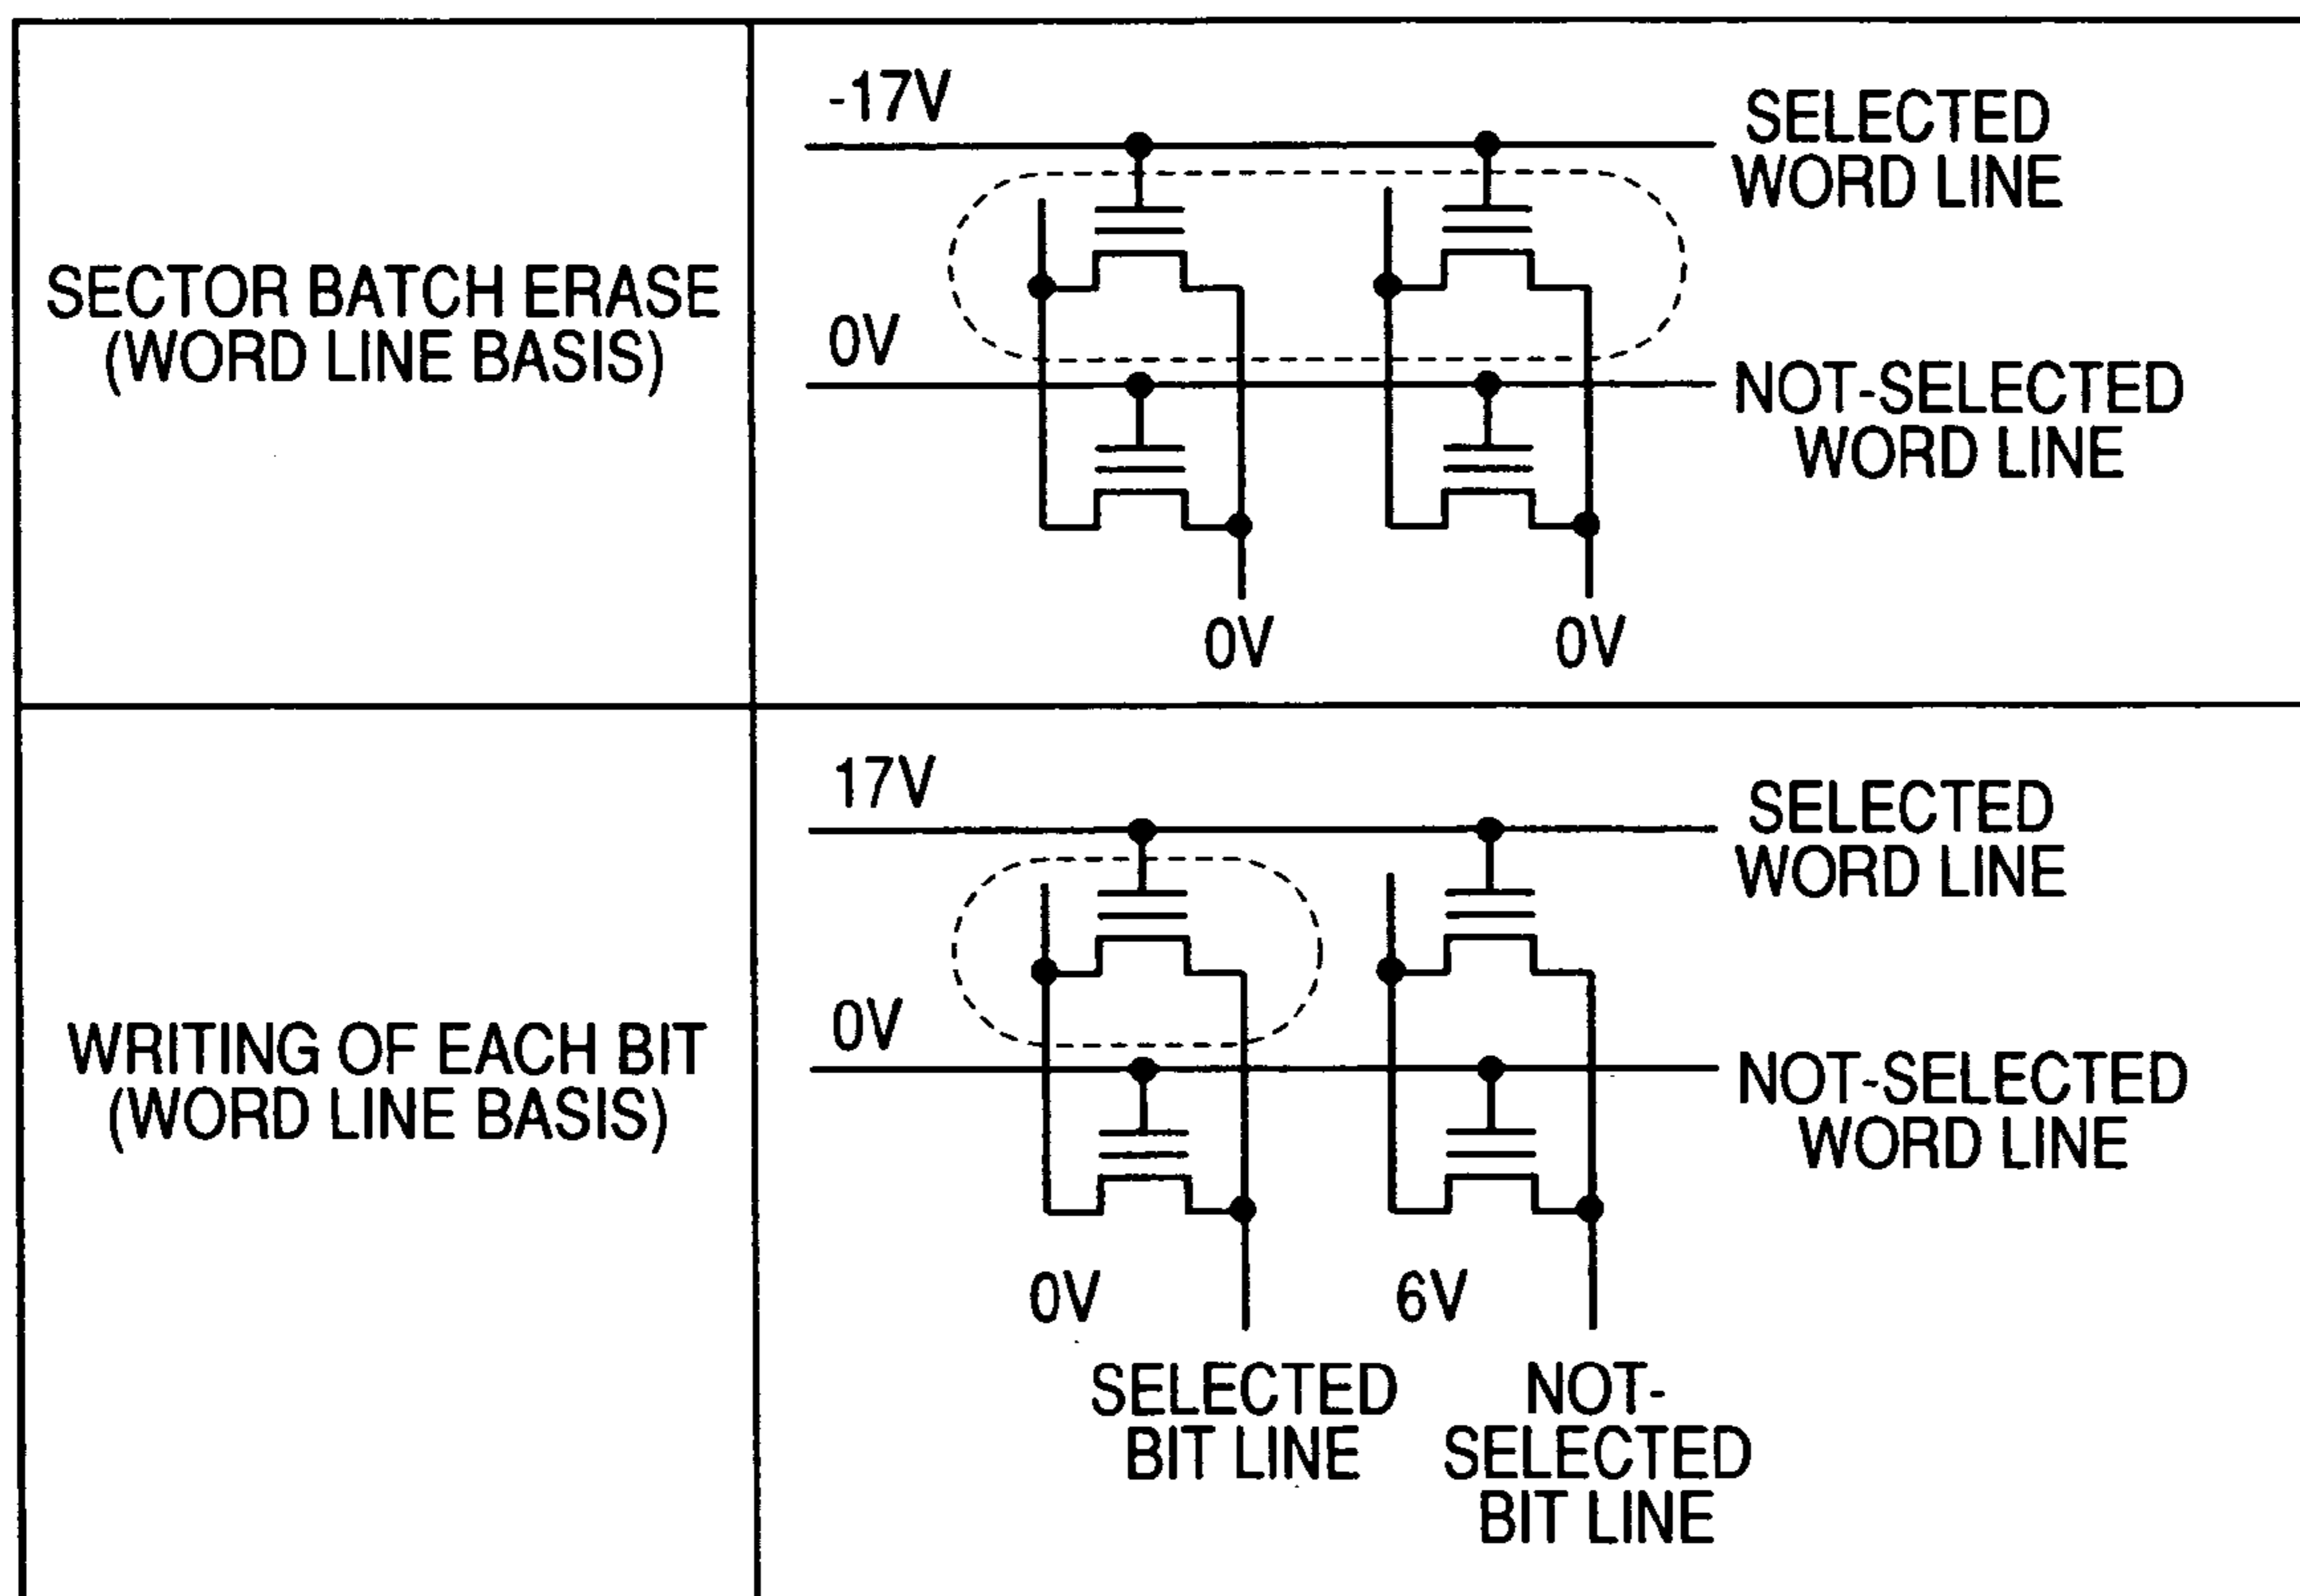 SECTOR BATCH ERASE
(WORD LINE BASIS)
-17V
SELECTED
WORD LINE
0V
NOT-SELECTED
WORD LINE
0V
0V
WRITING OF EACH BIT
(WORD LINE BASIS)
17V
SELECTED
WORD LINE
0V
NOT-SELECTED
WORD LINE
0V
6V
SELECTED
BIT LINE
NOT-
SELECTED
BIT LINE